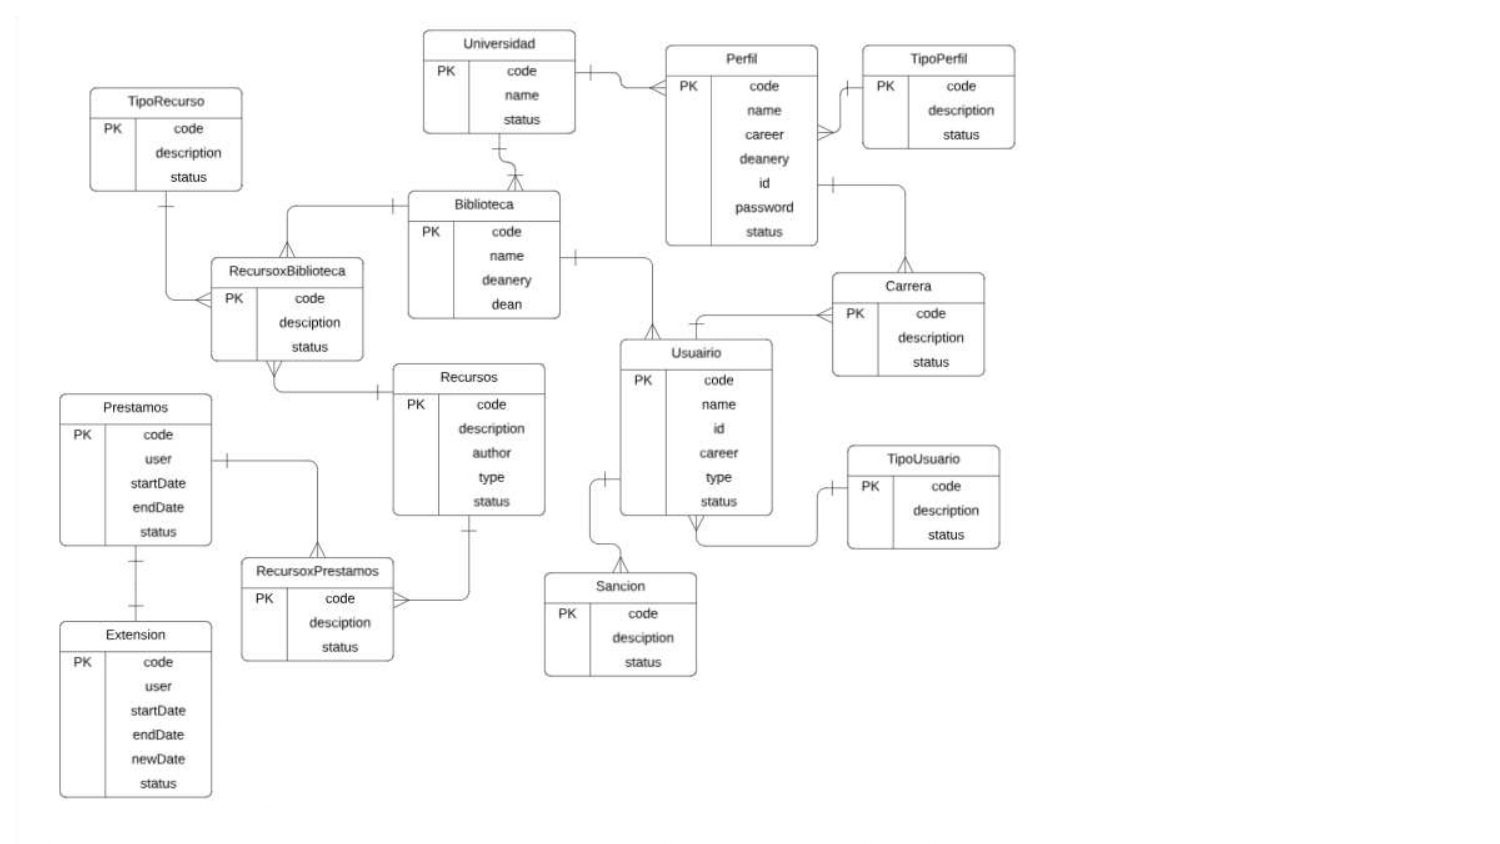 Universidad
PK code
name
status
Perfil
PK code
name
career
deanery
id
password
status
TipoPerfil
PK code
description
status
TipoRecurso
PK code
description
status
Biblioteca
PK code
name
deanery
dean
RecursoxBiblioteca
PK code
desciption
status
Carrera
PK code
description
status
Usuairio
PK code
name
id
career
type
status
Recursos
PK code
description
author
type
status
Prestamos
PK code
user
startDate
endDate
status
TipoUsuario
PK code
description
status
RecursoxPrestamos
PK code
desciption
status
Sancion
PK code
desciption
status
Extension
PK code
user
startDate
endDate
newDate
status